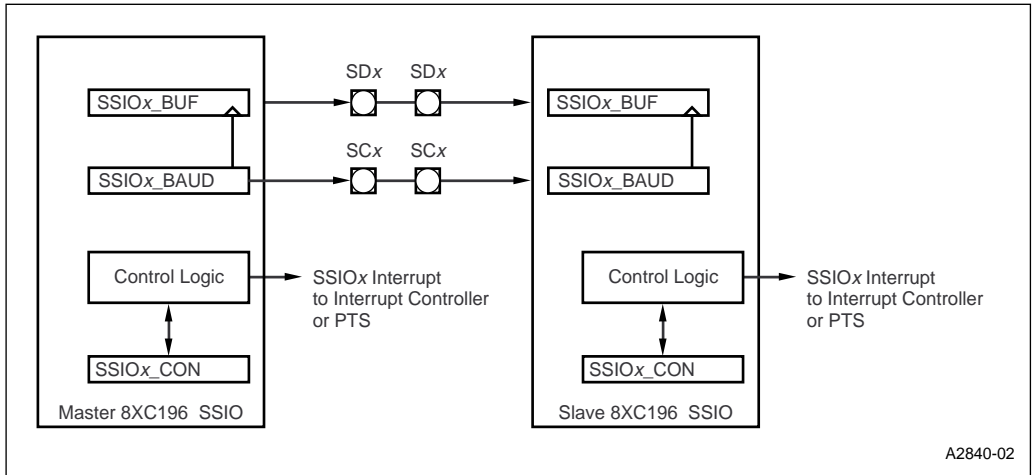 SDx SDx
SSIOx_BUF
SSIOx_BUF
SCx SCx
SSIOx_BAUD
SSIOx_BAUD
Control Logic
SSIOx Interrupt
to Interrupt Controller
or PTS
Control Logic
SSIOx Interrupt
to Interrupt Controller
or PTS
SSIOx_CON
SSIOx_CON
Master 8XC196 SSIO
Slave 8XC196 SSIO
A2840-02